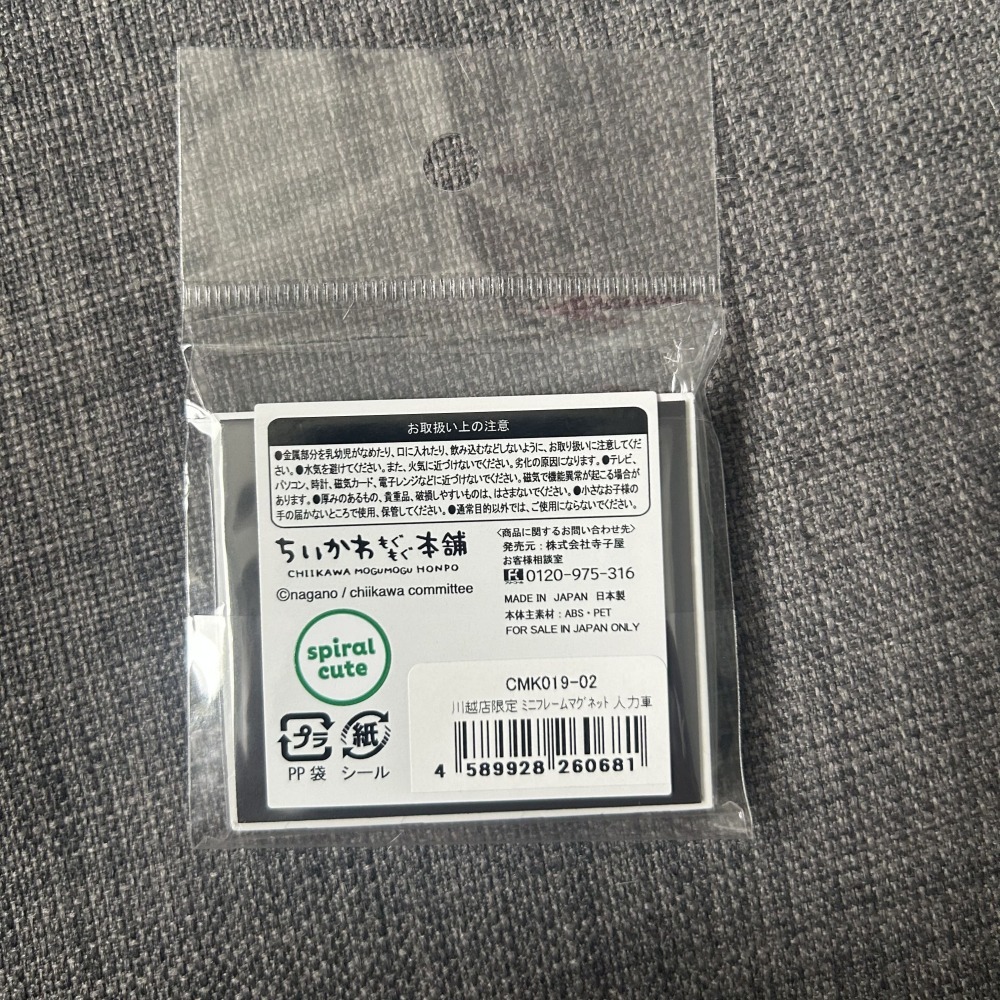 お取扱い上の注意
●金属部分を乳幼児がなめたり、口に入れたり、飲み込むなどしないように、お取り扱いに注意してくだ
さい。●水気を避けてください。また、火気に近づけないでください。劣化の原因になります。●テレビ、
パソコン、時計、磁気カード、電子レンジなどに近づけないでください。磁気で機能異常が起こる場合が
あります。●厚みのあるもの、貴重品、破損しやすいものは、はさまないでください。●小さなお子様の
手の届かないところで使用、保管してください。●通常目的以外では、ご使用にならないでください。
ちいかわもぐもぐ本舗
CHIIKAWA MOGUMOGU HONPO
©nagano / chiikawa committee
〈商品に関するお問い合わせ先〉
発売元：株式会社寺子屋
お客様相談室
フリーコール 0120-975-316
MADE IN JAPAN 日本製
本体主素材：ABS・PET
FOR SALE IN JAPAN ONLY
spiral
cute
プラ
PP 袋
紙
シール
CMK019-02
川越店限定 ミニフレームマグネット 人力車
4 589928 260681